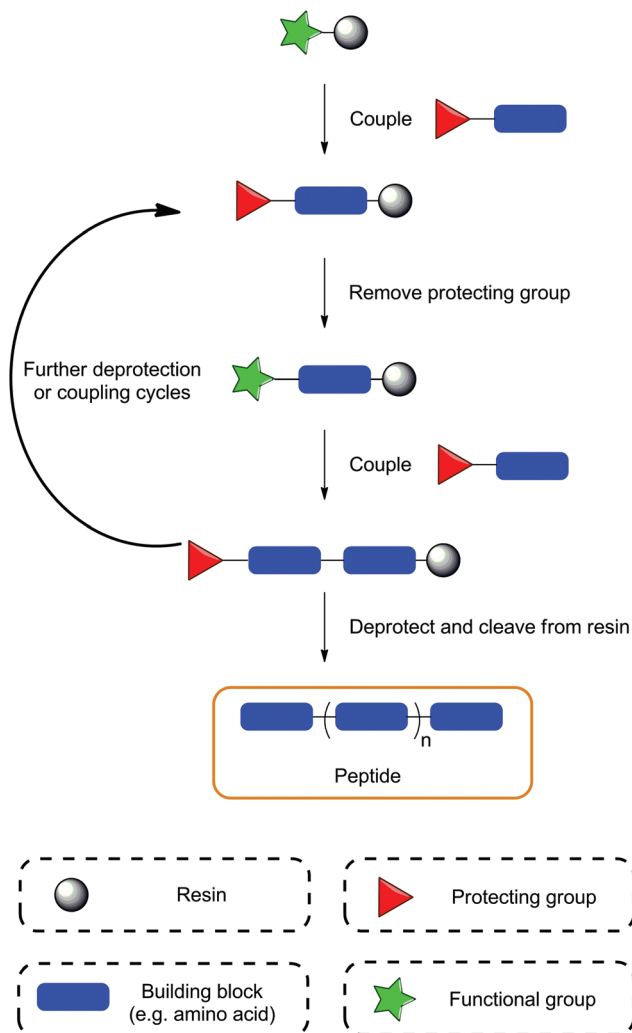 Couple
Remove protecting group
Further deprotection
or coupling cycles
Couple
Deprotect and cleave from resin
n
Peptide
Resin
Protecting group
Building block
(e.g. amino acid)
Functional group